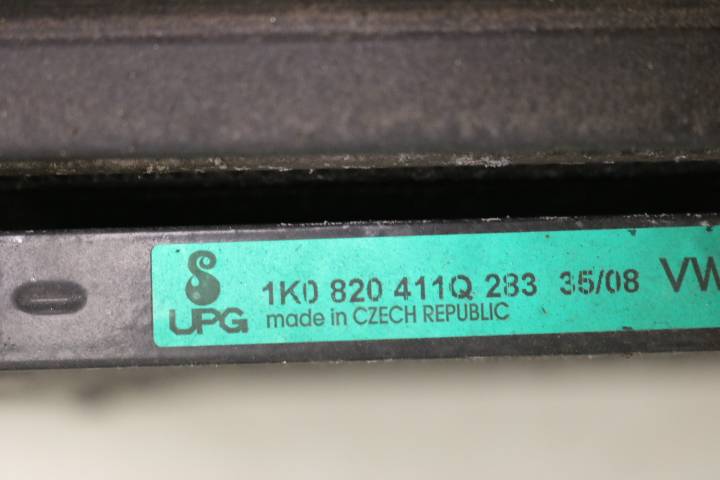 1K0 820 411Q 283 35/08 VW
UPG made in CZECH REPUBLIC